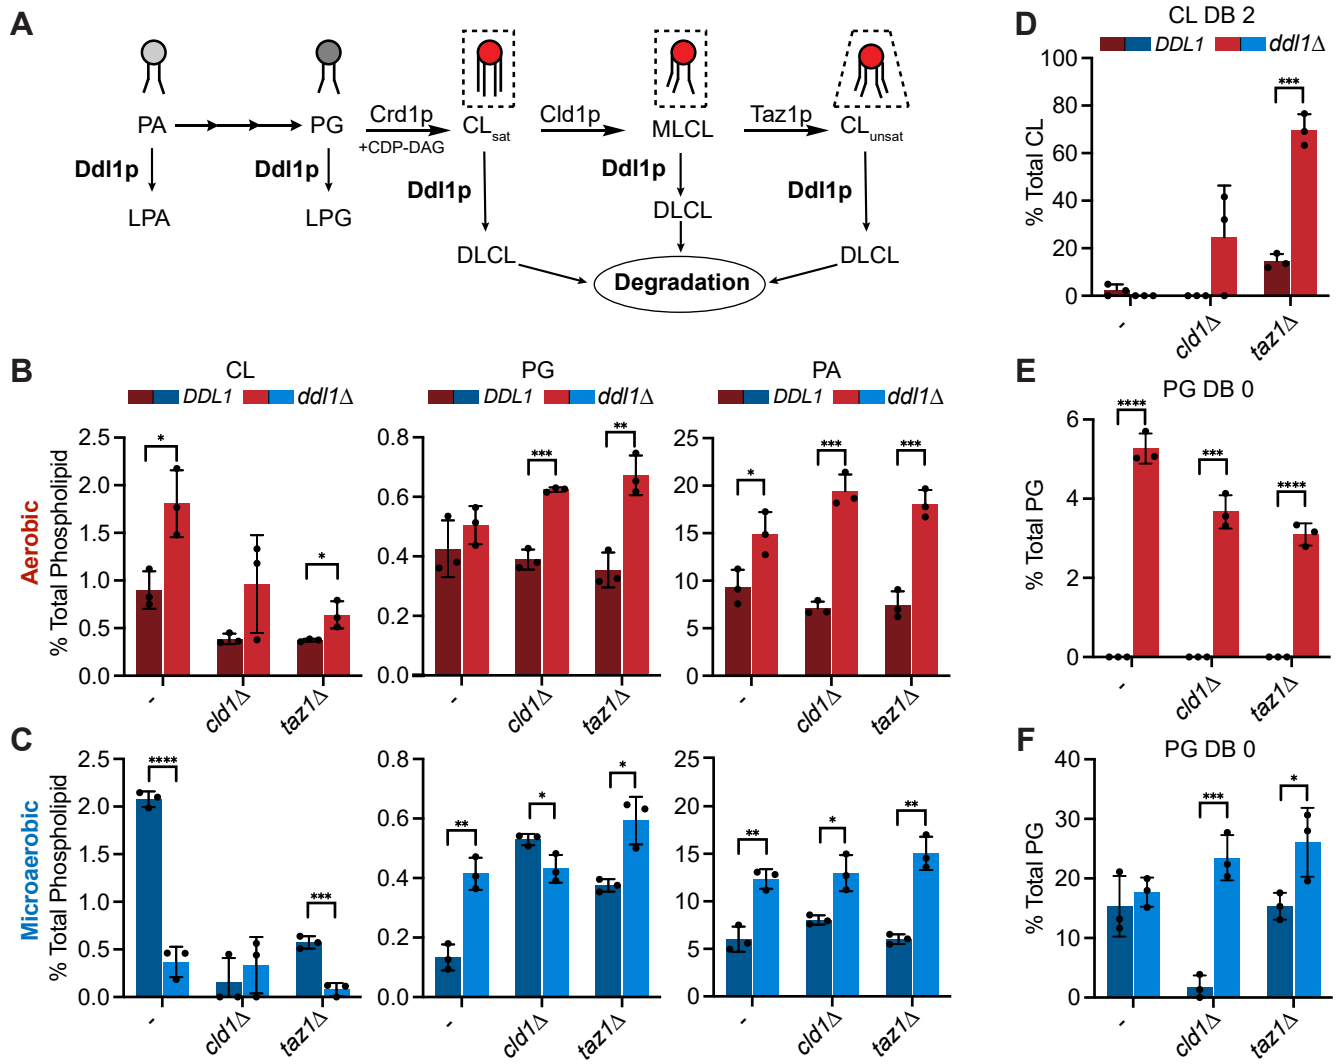 A
PA
PG
Crd1p
+CDP-DAG
CLsat
Cld1p
MLCL
Taz1p
CLunsat
Ddl1p
Ddl1p
Ddl1p
Ddl1p
Ddl1p
LPA
LPG
DLCL
DLCL
DLCL
Degradation
D
CL DB 2
DDL1 ddl1Δ
% Total CL
100
80
60
40
20
0
***
- cld1Δ taz1Δ
B
Aerobic
% Total Phospholipid
CL
DDL1 ddl1Δ
2.5
2.0
1.5
1.0
0.5
0.0
* *
- cld1Δ taz1Δ
PG
DDL1 ddl1Δ
0.8
0.6
0.4
0.2
0.0
*** **
- cld1Δ taz1Δ
PA
DDL1 ddl1Δ
25
20
15
10
5
0
* *** ***
- cld1Δ taz1Δ
E
PG DB 0
% Total PG
6
4
2
0
**** *** ****
- cld1Δ taz1Δ
C
Microaerobic
% Total Phospholipid
2.5
2.0
1.5
1.0
0.5
0.0
**** ***
- cld1Δ taz1Δ
0.8
0.6
0.4
0.2
0.0
** * *
- cld1Δ taz1Δ
25
20
15
10
5
0
** * **
- cld1Δ taz1Δ
F
PG DB 0
% Total PG
40
30
20
10
0
*** *
- cld1Δ taz1Δ